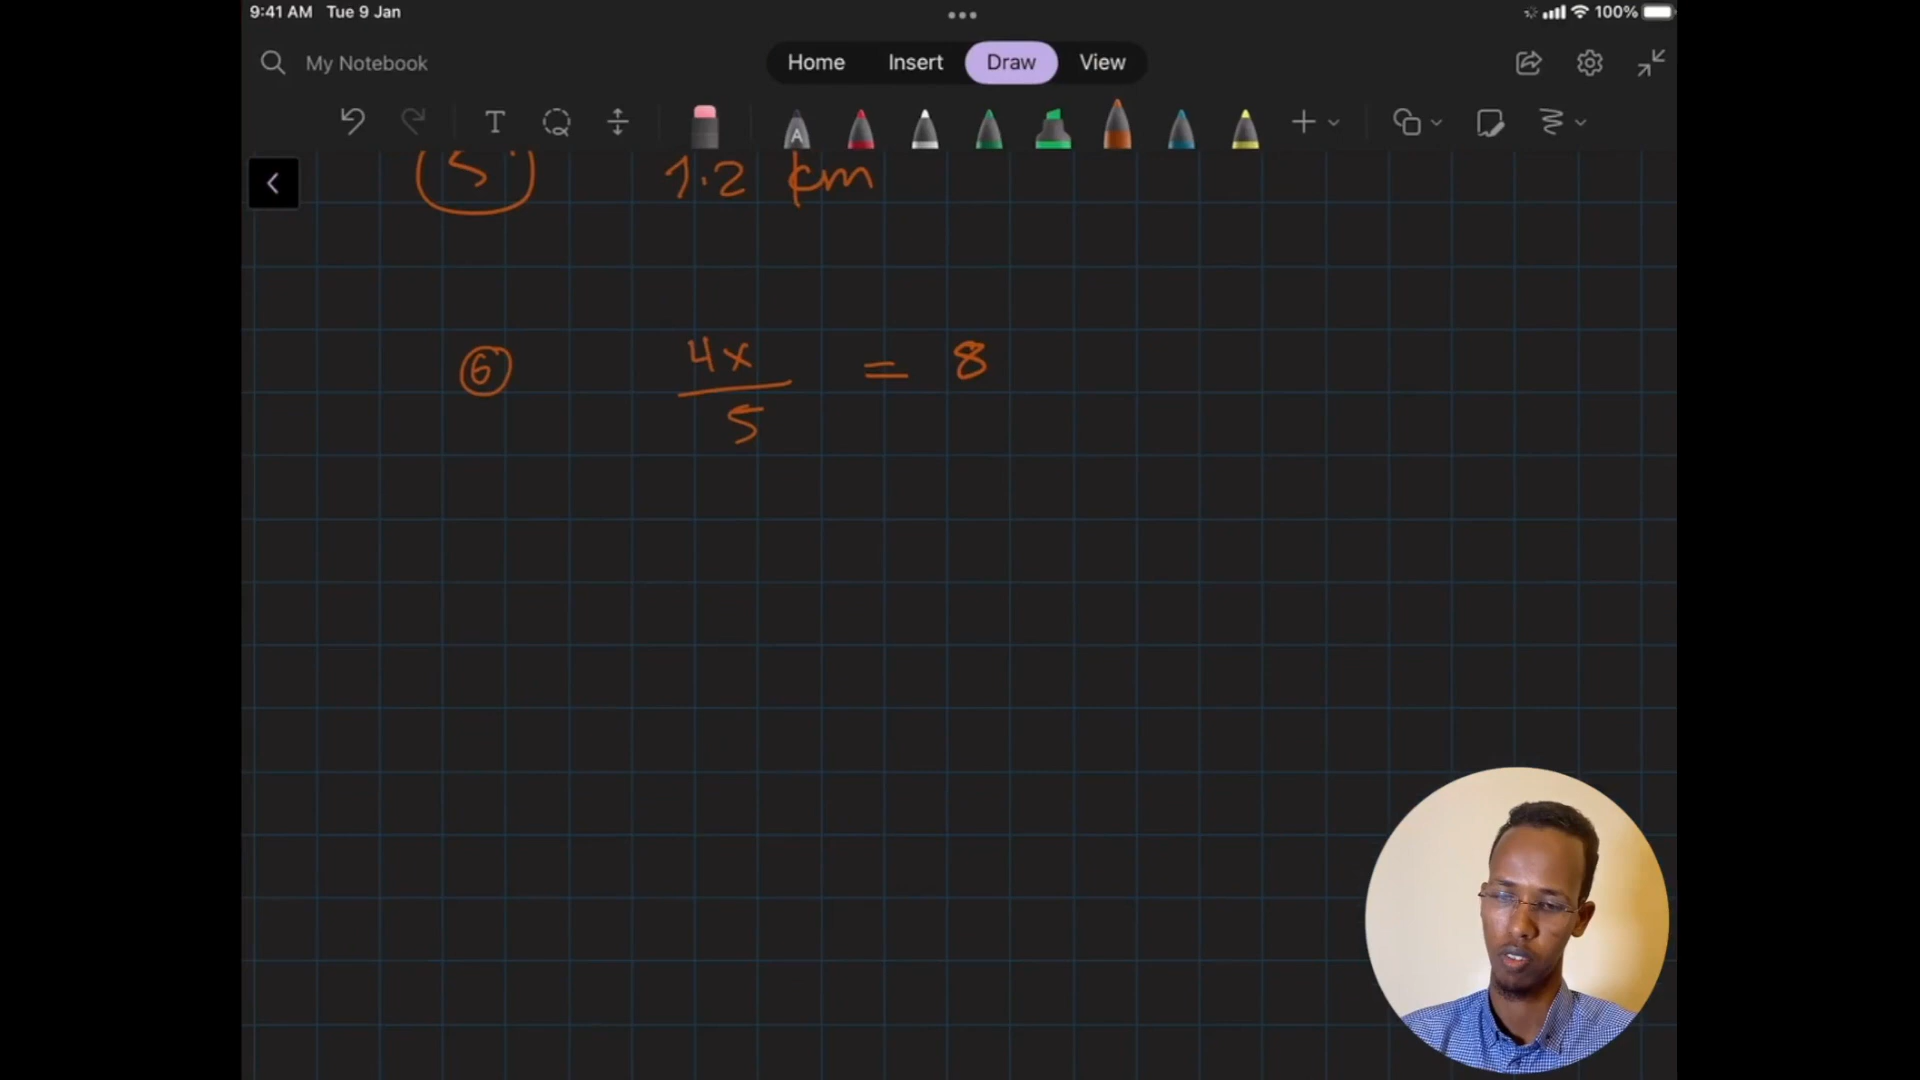 9:41 AM Tue 9 Jan
100%
My Notebook
Home Insert Draw View
T
A
5 1.2 km
6 4x/5 = 8